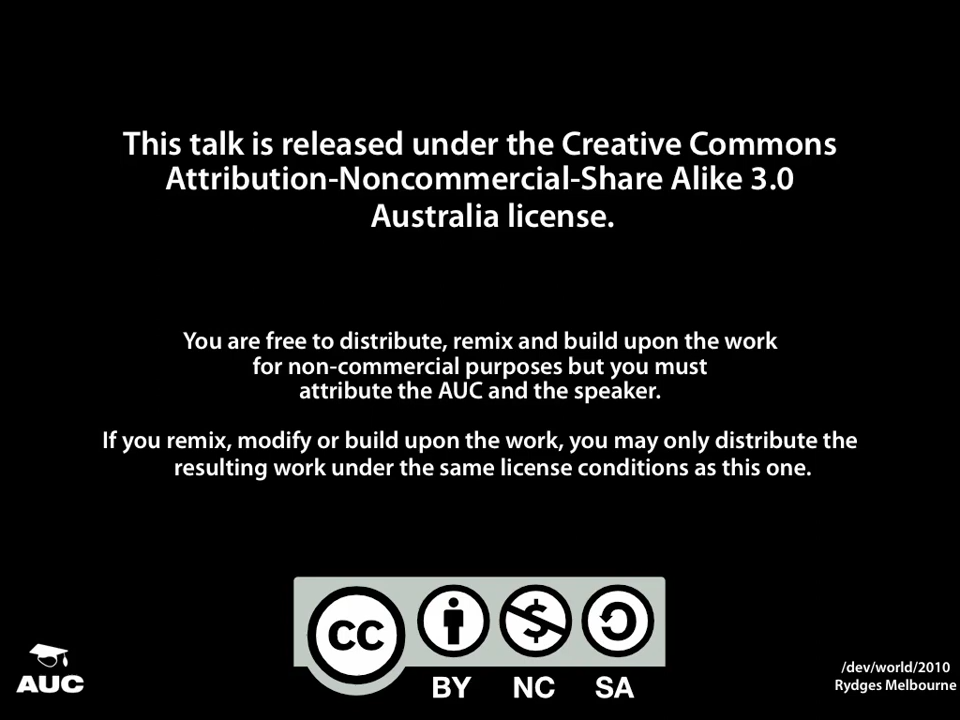 This talk is released under the Creative Commons
Attribution-Noncommercial-Share Alike 3.0
Australia license.
You are free to distribute, remix and build upon the work
for non-commercial purposes but you must
attribute the AUC and the speaker.
If you remix, modify or build upon the work, you may only distribute the
resulting work under the same license conditions as this one.
cc
BY NC SA
AUC
/dev/world/2010
Rydges Melbourne